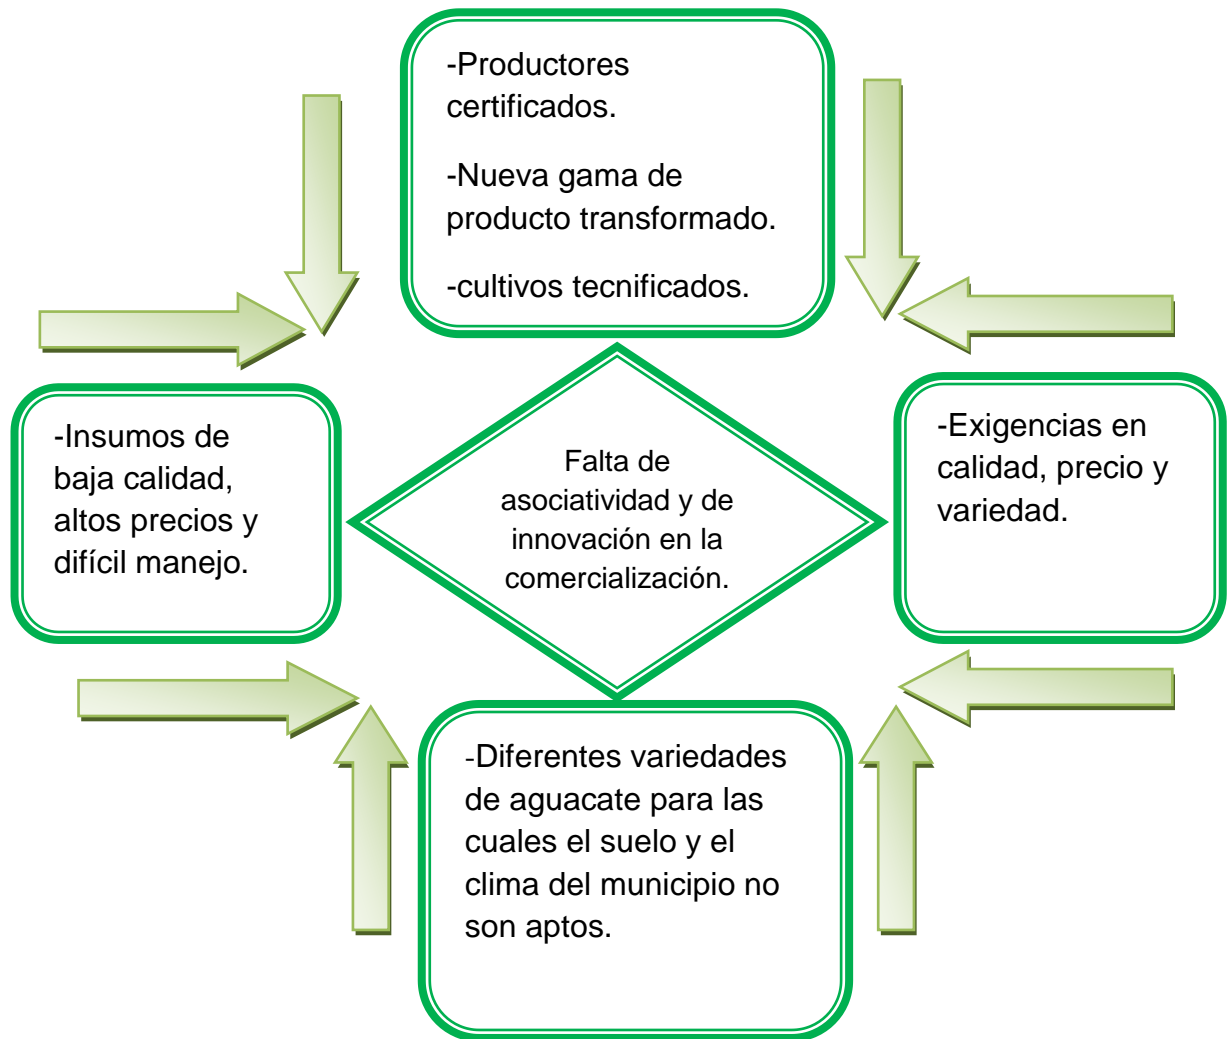 -Productores
certificados.
-Nueva gama de
producto transformado.
-cultivos tecnificados.
-Insumos de
baja calidad,
altos precios y
difícil manejo.
Falta de
asociatividad y de
innovación en la
comercialización.
-Exigencias en
calidad, precio y
variedad.
-Diferentes variedades
de aguacate para las
cuales el suelo y el
clima del municipio no
son aptos.